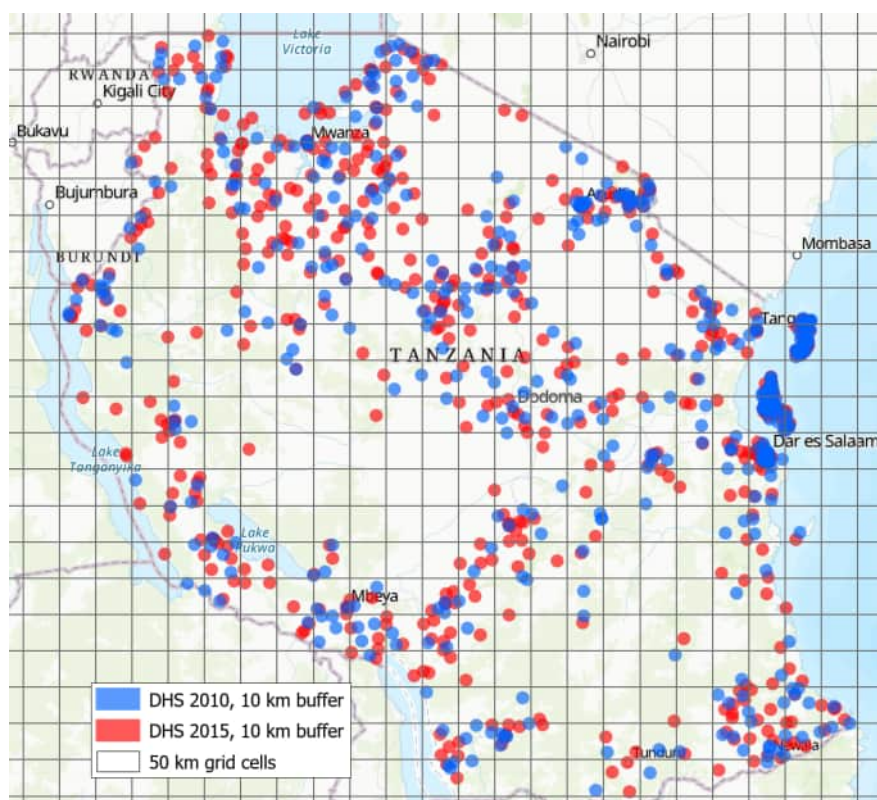 Lake
Victoria
Nairobi
RWANDA
Kigali City
Bukavu
Mwanza
Bujumbura
Mombasa
BURUNDI
TANZANIA
Dodoma
Dar es Salaam
Lake
Tanganyika
Lake
Rukwa
Mbeya
DHS 2010, 10 km buffer
DHS 2015, 10 km buffer
50 km grid cells
Tunduru